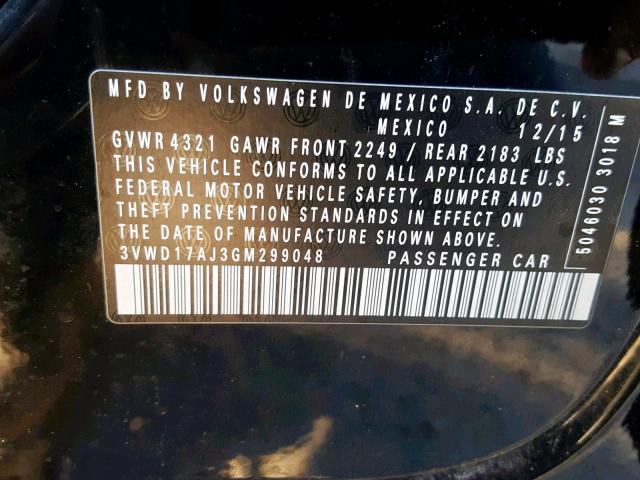 MFD BY VOLKSWAGEN DE MEXICO S.A. DE C.V.
MEXICO 12/15
GVWR 4321 GAWR FRONT 2249 / REAR 2183 LBS
THIS VEHICLE CONFORMS TO ALL APPLICABLE U.S.
FEDERAL MOTOR VEHICLE SAFETY, BUMPER AND
THEFT PREVENTION STANDARDS IN EFFECT ON
THE DATE OF MANUFACTURE SHOWN ABOVE.
3VWD17AJ3GM299048 PASSENGER CAR
5046030 3018 M